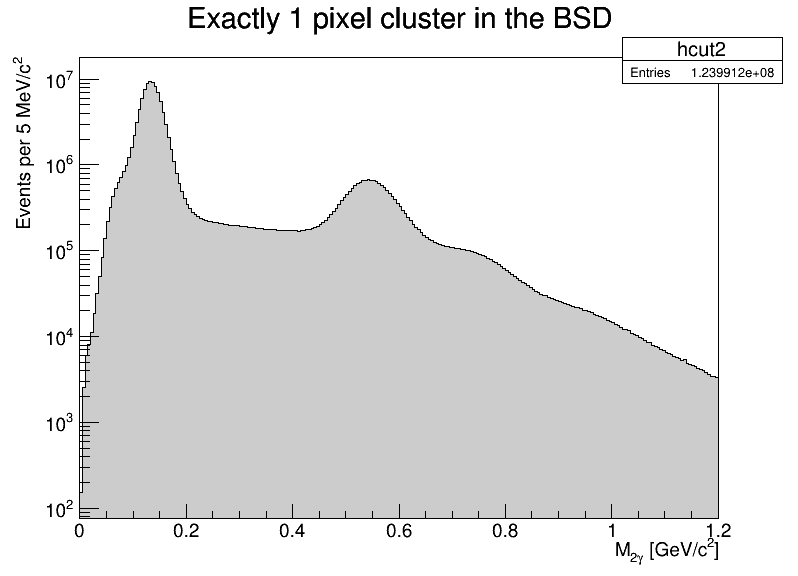 Exactly 1 pixel cluster in the BSD
hcut2
Entries 1.239912e+08
Events per 5 MeV/c²
10⁷
10⁶
10⁵
10⁴
10³
10²
0 0.2 0.4 0.6 0.8 1 1.2
M₂ᵧ [GeV/c²]